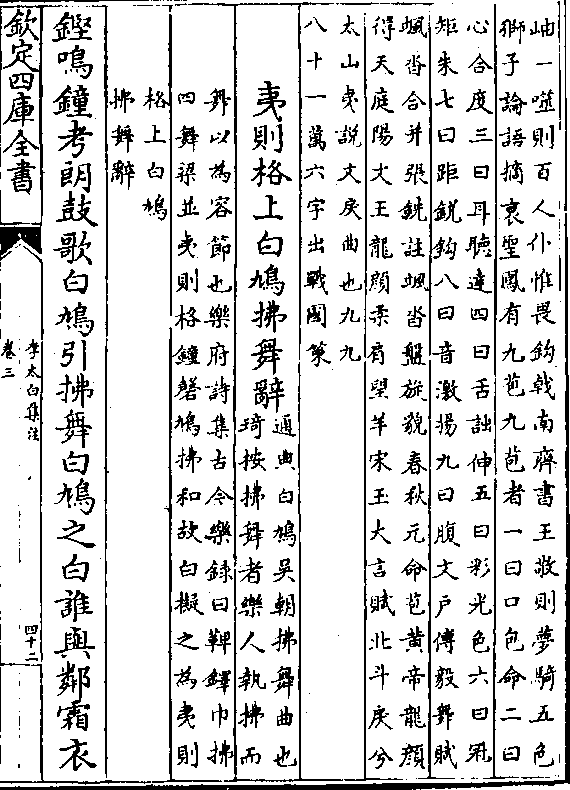 岫一噬則百人仆惟畏鈎戟南齊書王敬則夢騎五色
獅子論語摘衰聖鳳有九苞九苞者一曰口包命二曰
心合度三曰耳聽達四曰舌詘伸五曰彩光色六曰冠
矩朱七曰距銳鈎八曰音激揚九曰腹文戶傅毅舞賦
颯沓合并張銑註颯沓盤旋貌春秋元命苞黄帝龍顔
得天庭陽文王龍顔柔肩望羊宋玉大言賦北斗戾兮
太山夷説文戾曲也九九
八十一萬六字出戰國策
夷則格上白鳩拂舞辭
通典白鳩吳朝拂舞曲也
琦按拂舞者樂人執拂而
舞以為容節也樂府詩集古今樂録曰鞞鐸巾拂
四舞梁並夷則格鐘磬鳩拂和故白擬之為夷則
格上白鳩
拂舞辭
鏗鳴鐘考朗鼓歌白鳩引拂舞白鳩之白誰與鄰霜衣
欽定四庫全書
李太白集注
卷三
四十二